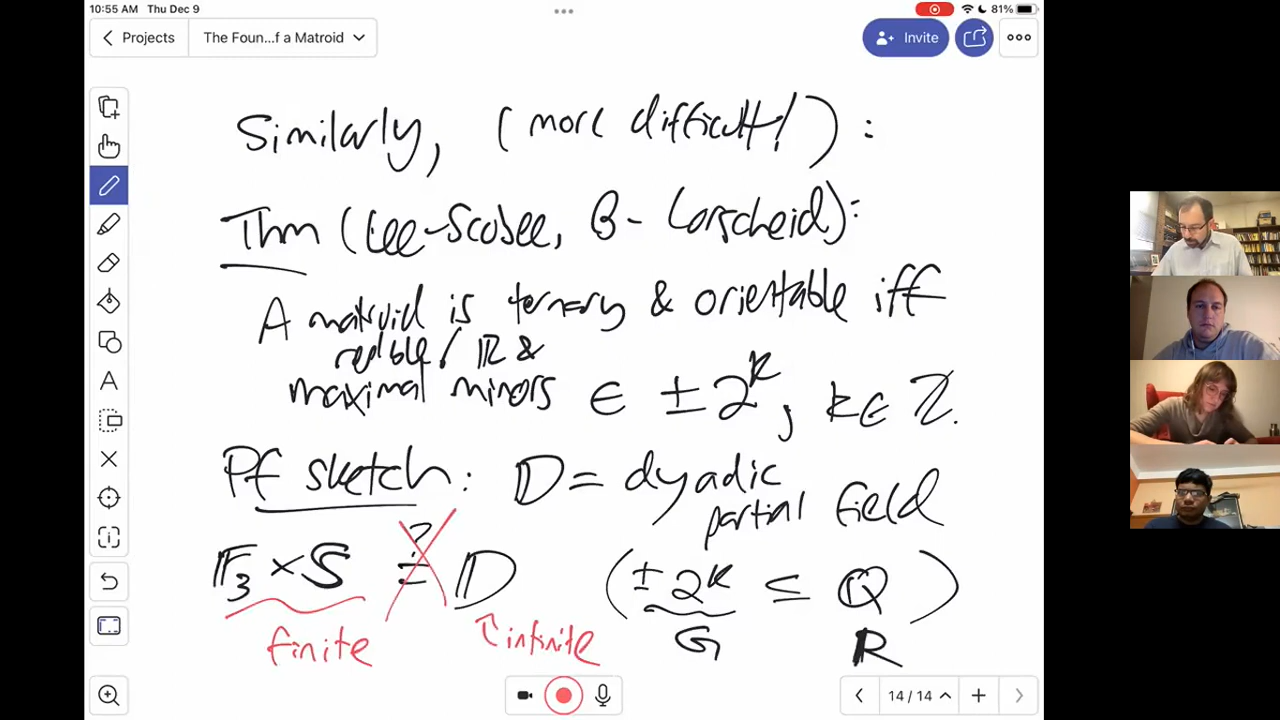 10:55 AM Thu Dec 9
81%
Projects
The Foun...f a Matroid
Invite
Similarly, (more difficult!):
Thm (Lee-Scobee, B-Lorscheid):
A matroid is ternary & orientable iff
repble / ℝ &
maximal minors ∈ ± 2^k, k ∈ ℤ.
Pf sketch: 𝔻 = dyadic
partial field
?
𝔽₃ × 𝕊 = 𝔻 (± 2^k ≤ ℚ)
finite ↑ infinite G R
A
14 / 14